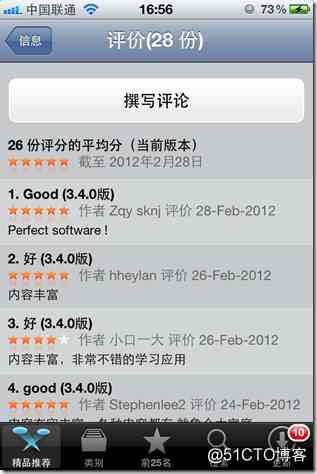 中国联通 16:56 73%
信息 评价(28 份)
撰写评论
26 份评分的平均分（当前版本）
截至 2012年2月28日
1. Good (3.4.0版)
作者 Zqy sknj 评价 28-Feb-2012
Perfect software !
2. 好 (3.4.0版)
作者 hheylan 评价 26-Feb-2012
内容丰富
3. 好 (3.4.0版)
作者 小口一大 评价 26-Feb-2012
内容丰富，非常不错的学习应用
4. good (3.4.0版)
作者 Stephenlee2 评价 24-Feb-2012
10
精品推荐 类别 前25名
@51CTO博客